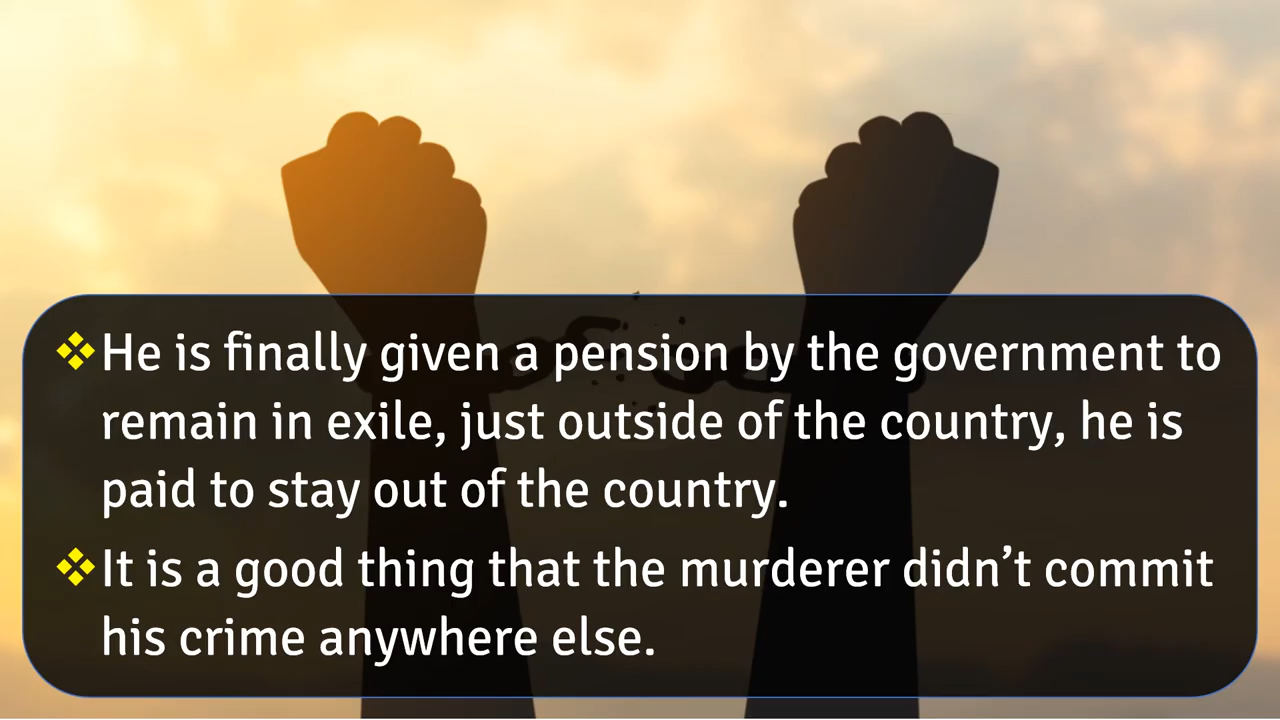 ❖He is finally given a pension by the government to
remain in exile, just outside of the country, he is
paid to stay out of the country.
❖It is a good thing that the murderer didn’t commit
his crime anywhere else.